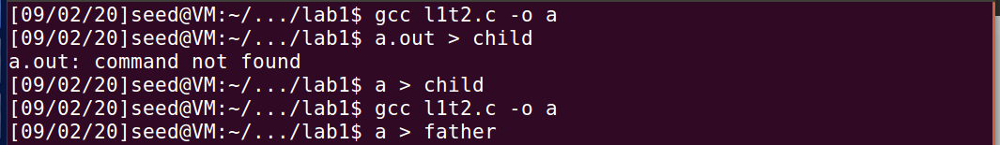 [09/02/20]seed@VM:~/.../lab1$ gcc l1t2.c -o a
[09/02/20]seed@VM:~/.../lab1$ a.out > child
a.out: command not found
[09/02/20]seed@VM:~/.../lab1$ a > child
[09/02/20]seed@VM:~/.../lab1$ gcc l1t2.c -o a
[09/02/20]seed@VM:~/.../lab1$ a > father